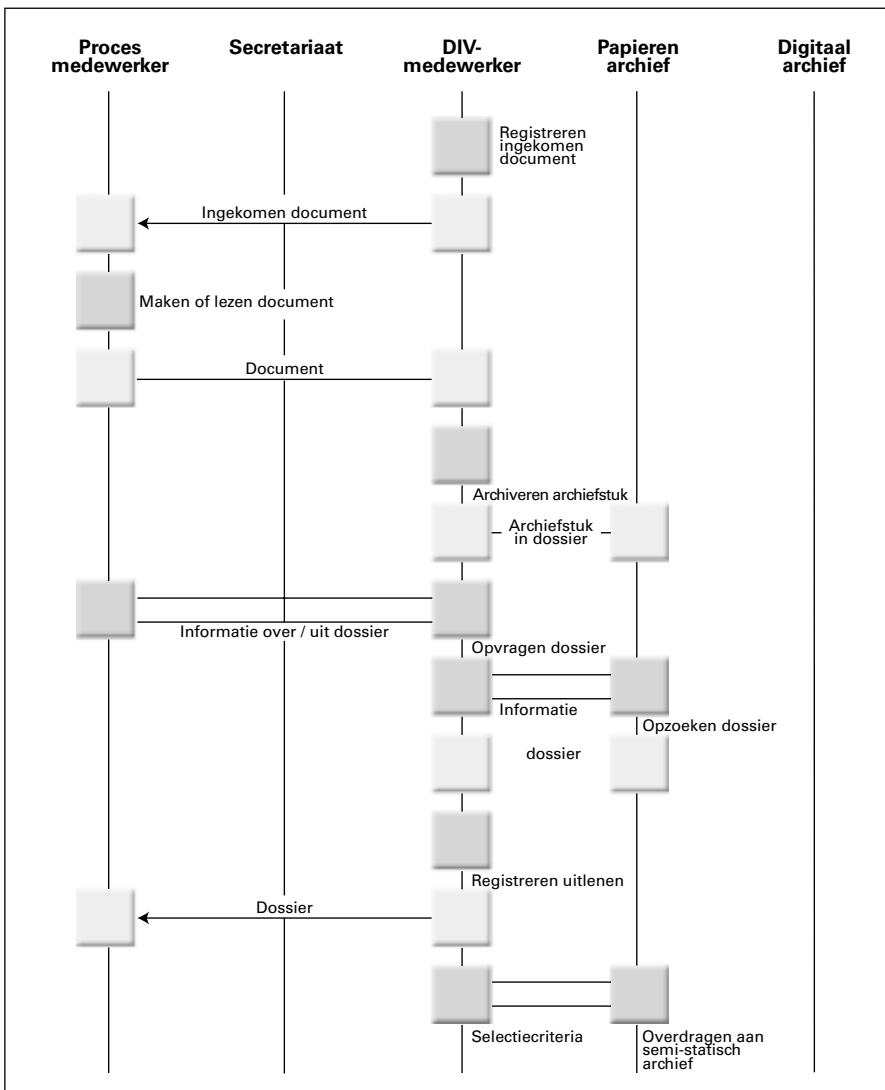 Proces
medewerker
Secretariaat
DIV-
medewerker
Papieren
archief
Digitaal
archief
Registreren
ingekomen
document
Ingekomen document
Maken of lezen document
Document
Archiveren archiefstuk
Archiefstuk
in dossier
Informatie over / uit dossier
Opvragen dossier
Informatie
Opzoeken dossier
dossier
Registreren uitlenen
Dossier
Selectiecriteria
Overdragen aan
semi-statisch
archief